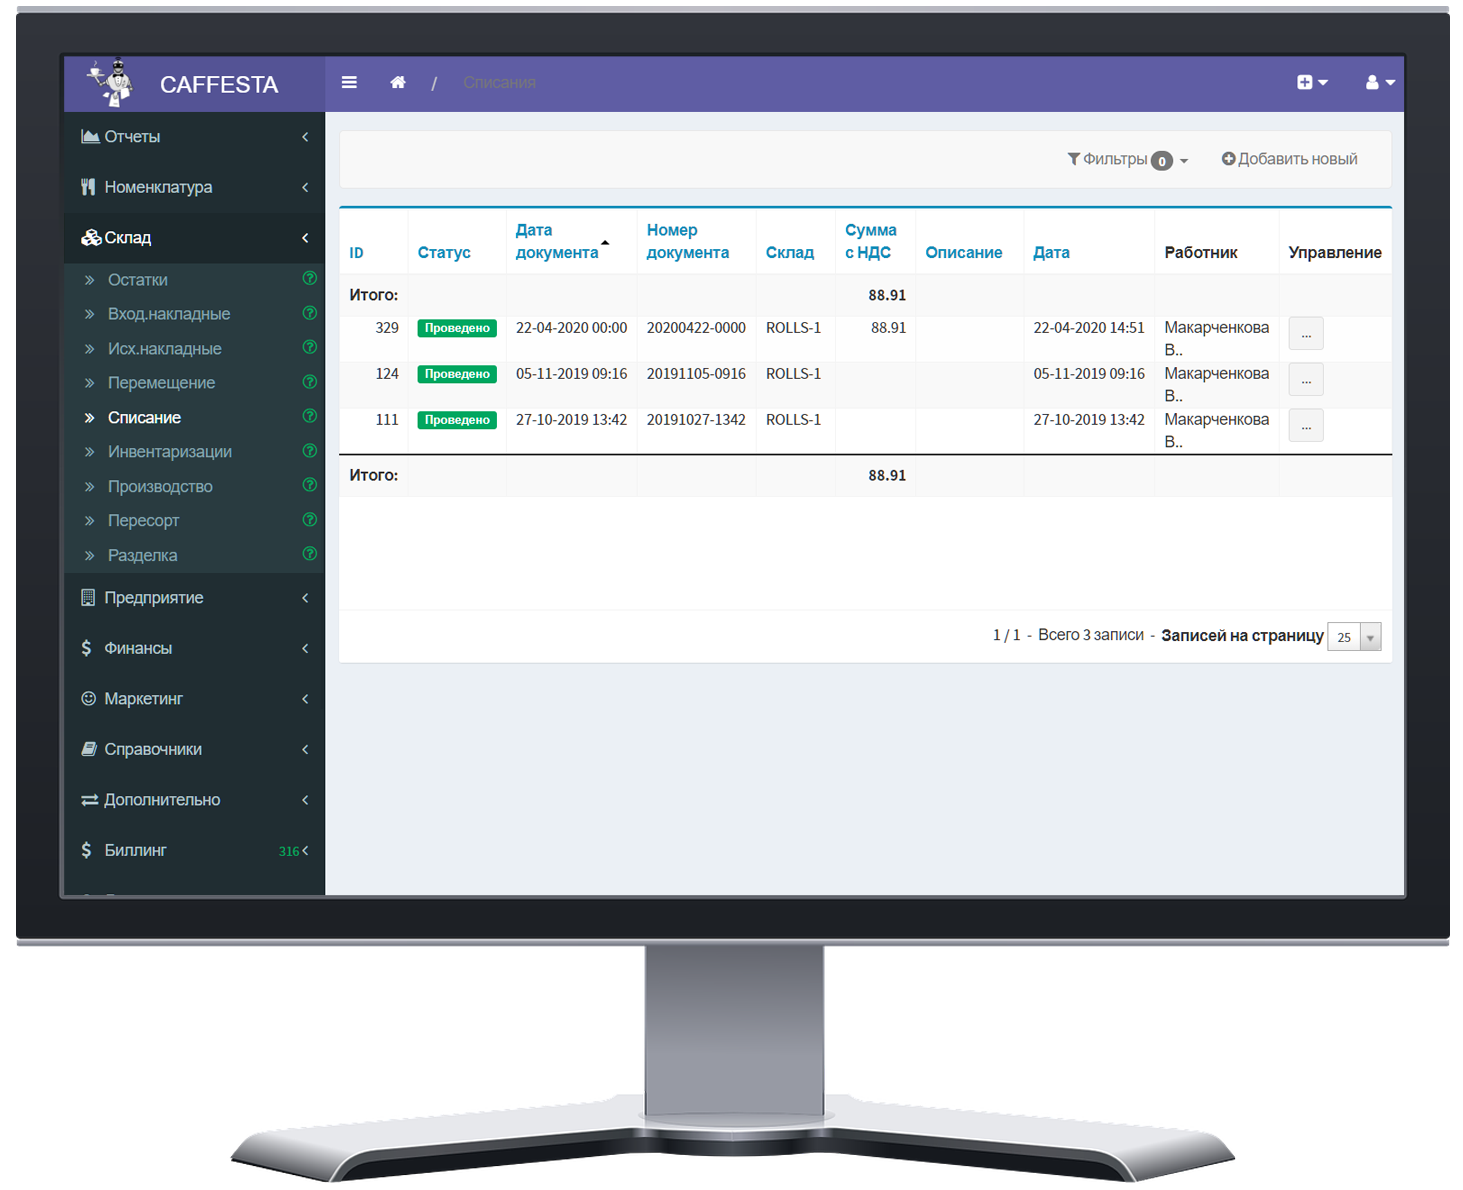 CAFFESTA
/ Списания
Отчеты
Номенклатура
Склад
Остатки
Вход.накладные
Исх.накладные
Перемещение
Списание
Инвентаризации
Производство
Пересорт
Разделка
Предприятие
Финансы
Маркетинг
Справочники
Дополнительно
Биллинг 316
Фильтры 0 Добавить новый
ID Статус Дата документа Номер документа Склад Сумма с НДС Описание Дата Работник Управление
Итого: 88.91
329 Проведено 22-04-2020 00:00 20200422-0000 ROLLS-1 88.91 22-04-2020 14:51 Макарченкова В.. ...
124 Проведено 05-11-2019 09:16 20191105-0916 ROLLS-1 05-11-2019 09:16 Макарченкова В.. ...
111 Проведено 27-10-2019 13:42 20191027-1342 ROLLS-1 27-10-2019 13:42 Макарченкова В.. ...
Итого: 88.91
1 / 1 - Всего 3 записи - Записей на страницу 25